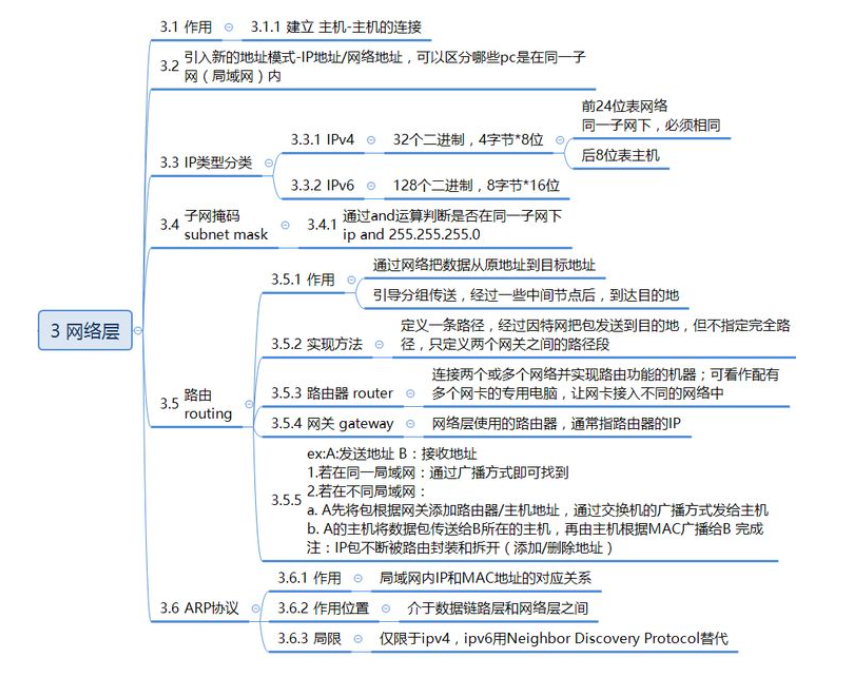 3 网络层
3.1 作用
3.1.1 建立 主机-主机的连接
3.2 引入新的地址模式-IP地址/网络地址，可以区分哪些pc是在同一子
网（局域网）内
3.3 IP类型分类
3.3.1 IPv4
32个二进制，4字节*8位
前24位表网络
同一子网下，必须相同
后8位表主机
3.3.2 IPv6
128个二进制，8字节*16位
3.4 子网掩码
subnet mask
3.4.1 通过and运算判断是否在同一子网下
ip and 255.255.255.0
3.5 路由
routing
3.5.1 作用
通过网络把数据从原地址到目标地址
引导分组传送，经过一些中间节点后，到达目的地
3.5.2 实现方法
定义一条路径，经过因特网把包发送到目的地，但不指定完全路
径，只定义两个网关之间的路径段
3.5.3 路由器 router
连接两个或多个网络并实现路由功能的机器；可看作配有
多个网卡的专用电脑，让网卡接入不同的网络中
3.5.4 网关 gateway
网络层使用的路由器，通常指路由器的IP
3.5.5
ex:A:发送地址 B：接收地址
1.若在同一局域网：通过广播方式即可找到
2.若在不同局域网：
a. A先将包根据网关添加路由器/主机地址，通过交换机的广播方式发给主机
b. A的主机将数据包传送给B所在的主机，再由主机根据MAC广播给B 完成
注：IP包不断被路由封装和拆开（添加/删除地址）
3.6 ARP协议
3.6.1 作用
局域网内IP和MAC地址的对应关系
3.6.2 作用位置
介于数据链路层和网络层之间
3.6.3 局限
仅限于ipv4，ipv6用Neighbor Discovery Protocol替代